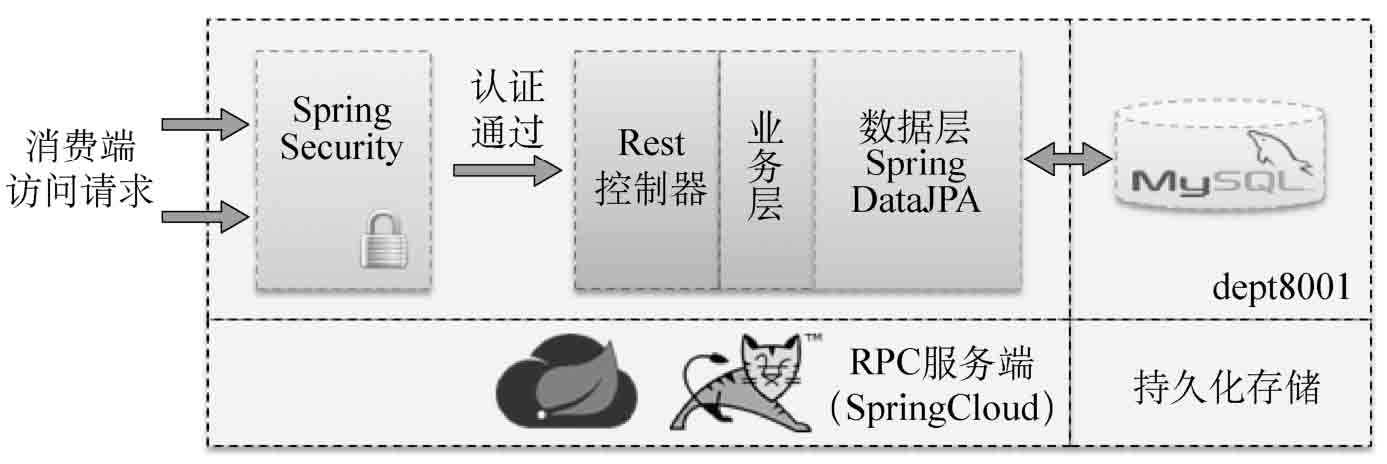 消费端
访问请求
Spring
Security
认证
通过
Rest
控制器
业
务
层
数据层
Spring
DataJPA
MySQL
dept8001
TM
RPC服务端
（SpringCloud）
持久化存储